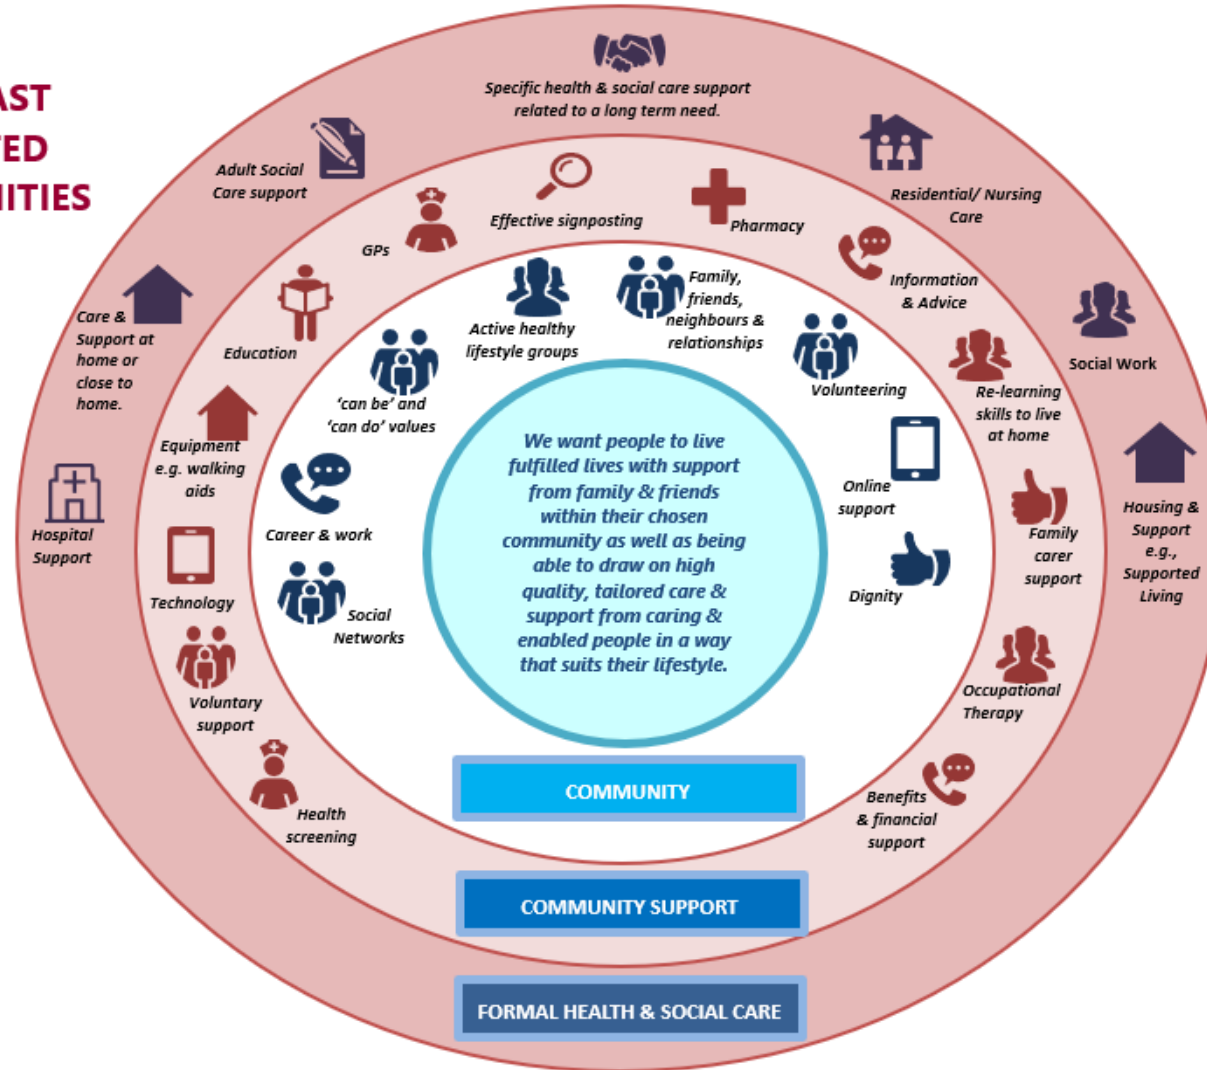 AST
TED
NITIES
Specific health & social care support
related to a long term need.
Adult Social
Care support
Residential/ Nursing
Care
Effective signposting
Pharmacy
GPs
Information
& Advice
Care &
Support at
home or
close to
home.
Education
Active healthy
lifestyle groups
Family,
friends,
neighbours &
relationships
Volunteering
Social Work
Re-learning
skills to live
at home
'can be' and
'can do' values
Equipment
e.g. walking
aids
We want people to live
fulfilled lives with support
from family & friends
within their chosen
community as well as being
able to draw on high
quality, tailored care &
support from caring &
enabled people in a way
that suits their lifestyle.
Online
support
Hospital
Support
Career & work
Family
carer
support
Housing &
Support
e.g.,
Supported
Living
Technology
Social
Networks
Dignity
Voluntary
support
Occupational
Therapy
Health
screening
Benefits
& financial
support
COMMUNITY
COMMUNITY SUPPORT
FORMAL HEALTH & SOCIAL CARE